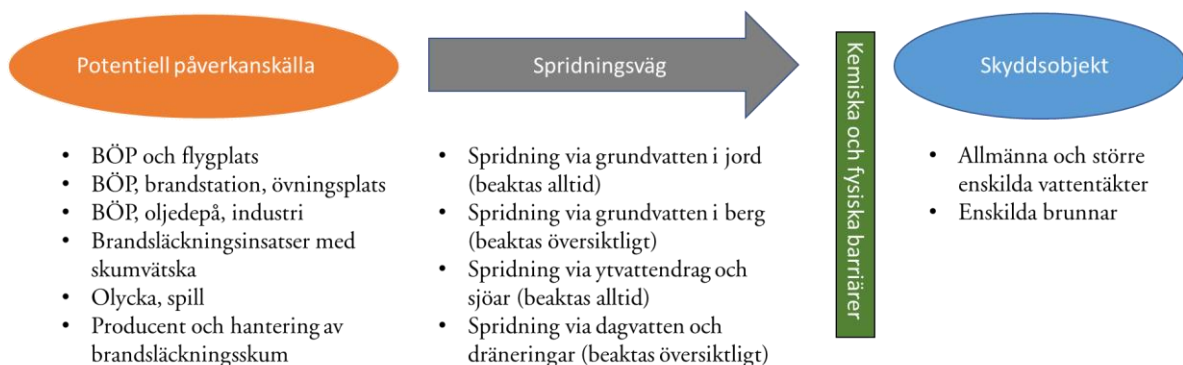 Potentiell påverkanskälla
• BÖP och flygplats
• BÖP, brandstation, övningsplats
• BÖP, oljedepå, industri
• Brandsläckningsinsatser med
skumvätska
• Olycka, spill
• Producent och hantering av
brandsläckningsskum
Spridningsväg
• Spridning via grundvatten i jord
(beaktas alltid)
• Spridning via grundvatten i berg
(beaktas översiktligt)
• Spridning via ytvattendrag och
sjöar (beaktas alltid)
• Spridning via dagvatten och
dräneringar (beaktas översiktligt)
Kemiska och fysiska barriärer
Skyddsobjekt
• Allmänna och större
enskilda vattentäkter
• Enskilda brunnar